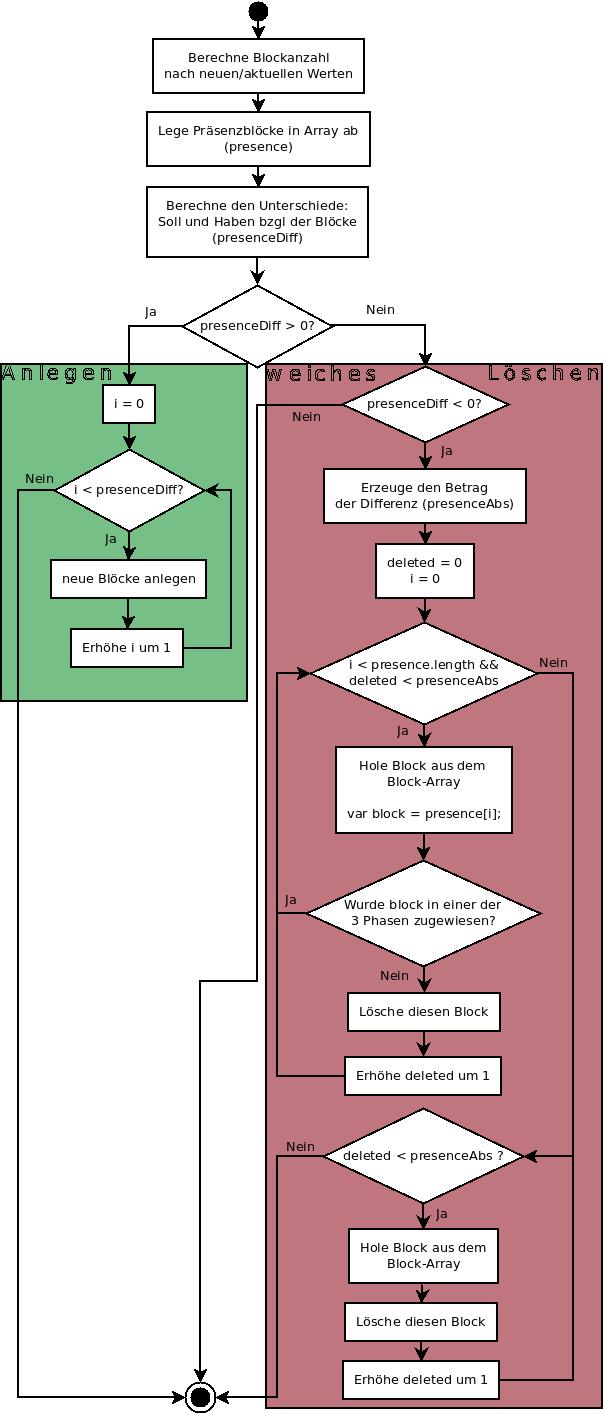 Berechne Blockanzahl
nach neuen/aktuellen Werten
Lege Präsenzblöcke in Array ab
(presence)
Berechne den Unterschiede:
Soll und Haben bzgl der Blöcke
(presenceDiff)
presenceDiff > 0?
Ja
Nein
Anlegen
i = 0
i < presenceDiff?
Nein
Ja
neue Blöcke anlegen
Erhöhe i um 1
weiches Löschen
presenceDiff < 0?
Nein
Ja
Erzeuge den Betrag
der Differenz (presenceAbs)
deleted = 0
i = 0
i < presence.length &&
deleted < presenceAbs
Nein
Ja
Hole Block aus dem
Block-Array
var block = presence[i];
Wurde block in einer der
3 Phasen zugewiesen?
Ja
Nein
Lösche diesen Block
Erhöhe deleted um 1
deleted < presenceAbs ?
Nein
Ja
Hole Block aus dem
Block-Array
Lösche diesen Block
Erhöhe deleted um 1